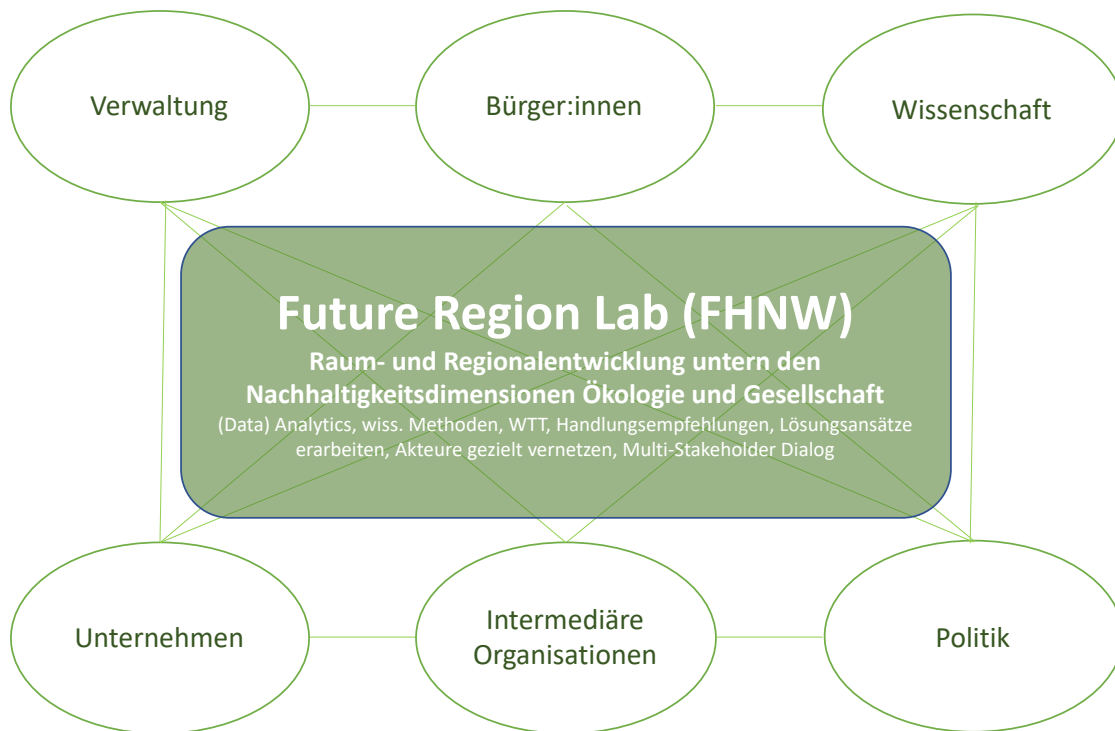 Verwaltung
Bürger:innen
Wissenschaft
Future Region Lab (FHNW)
Raum- und Regionalentwicklung untern den
Nachhaltigkeitsdimensionen Ökologie und Gesellschaft
(Data) Analytics, wiss. Methoden, WTT, Handlungsempfehlungen, Lösungsansätze
erarbeiten, Akteure gezielt vernetzen, Multi-Stakeholder Dialog
Unternehmen
Intermediäre
Organisationen
Politik